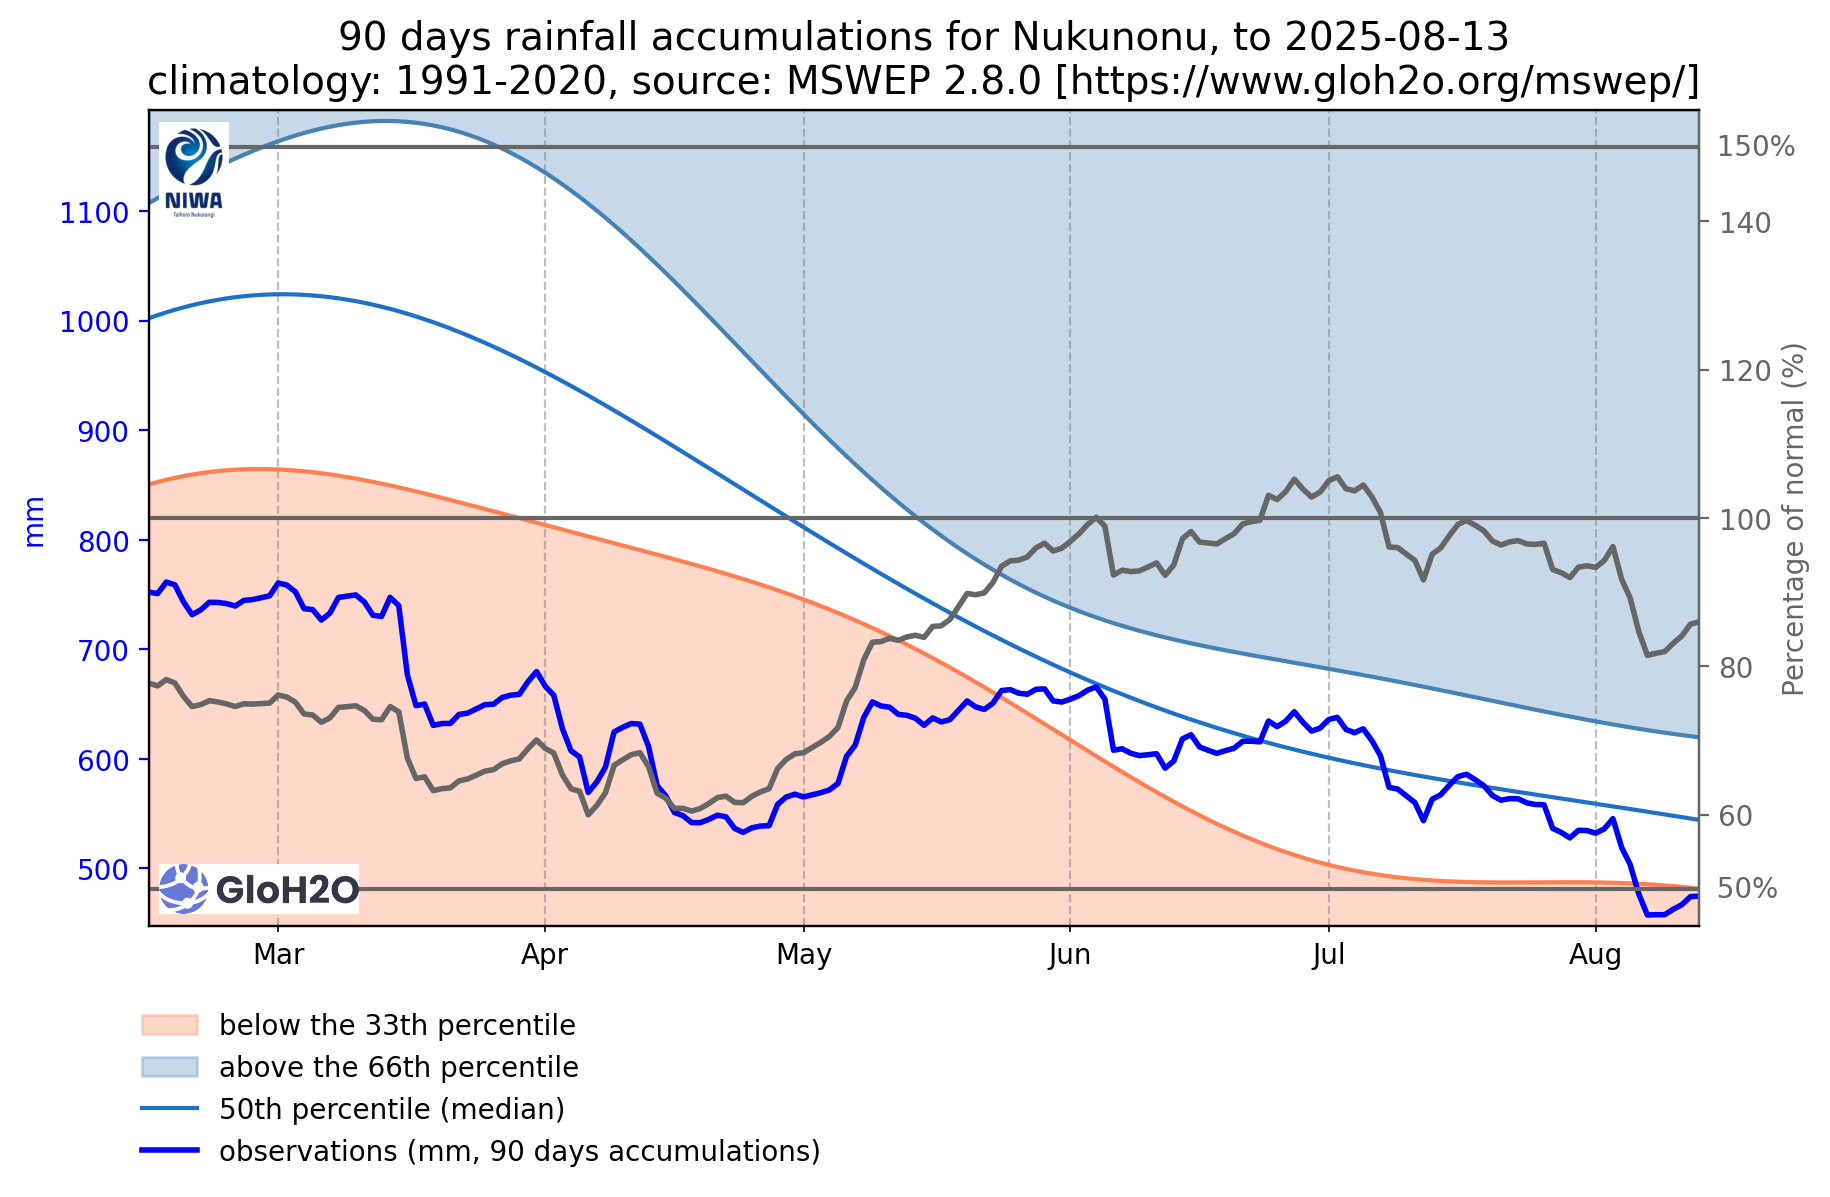 90 days rainfall accumulations for Nukunonu, to 2025-08-13
climatology: 1991-2020, source: MSWEP 2.8.0 [https://www.gloh2o.org/mswep/]
NIWA
Taihoro Nukurangi
1100
1000
900
800
700
600
500
mm
150%
140
120
100
80
60
50%
Percentage of normal (%)
GloH2O
Mar Apr May Jun Jul Aug
below the 33th percentile
above the 66th percentile
50th percentile (median)
observations (mm, 90 days accumulations)